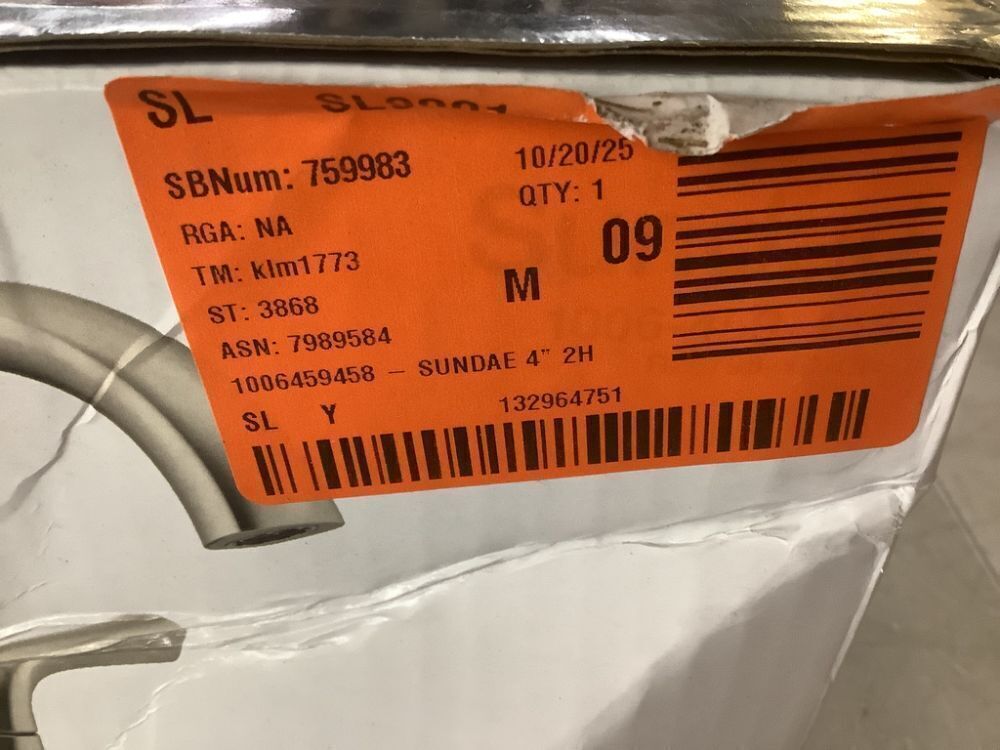 SL
SBNum: 759983
10/20/25
RGA: NA
QTY: 1
TM: klm1773
09
ST: 3868
M
ASN: 7989584
1006459458 – SUNDAE 4" 2H
SL Y
132964751